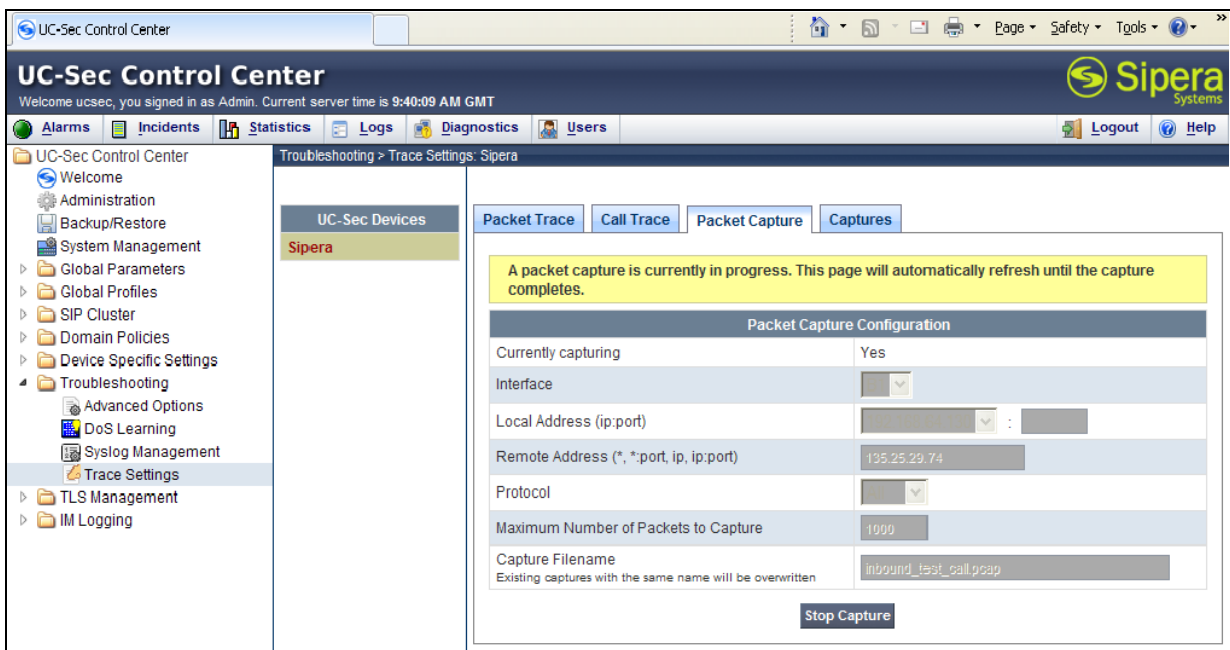 UC-Sec Control Center
Page Safety Tools »
UC-Sec Control Center
Sipera
Systems
Welcome ucsec, you signed in as Admin. Current server time is 9:40:09 AM GMT
Alarms Incidents Statistics Logs Diagnostics Users Logout Help
UC-Sec Control Center
Welcome
Administration
Backup/Restore
System Management
Global Parameters
Global Profiles
SIP Cluster
Domain Policies
Device Specific Settings
Troubleshooting
Advanced Options
DoS Learning
Syslog Management
Trace Settings
TLS Management
IM Logging
Troubleshooting > Trace Settings: Sipera
UC-Sec Devices
Sipera
Packet Trace Call Trace Packet Capture Captures
A packet capture is currently in progress. This page will automatically refresh until the capture
completes.
Packet Capture Configuration
Currently capturing Yes
Interface
Local Address (ip:port) :
Remote Address (*, *:port, ip, ip:port) 135.25.29.74
Protocol
Maximum Number of Packets to Capture 1000
Capture Filename
Existing captures with the same name will be overwritten
inbound_test_call.pcap
Stop Capture